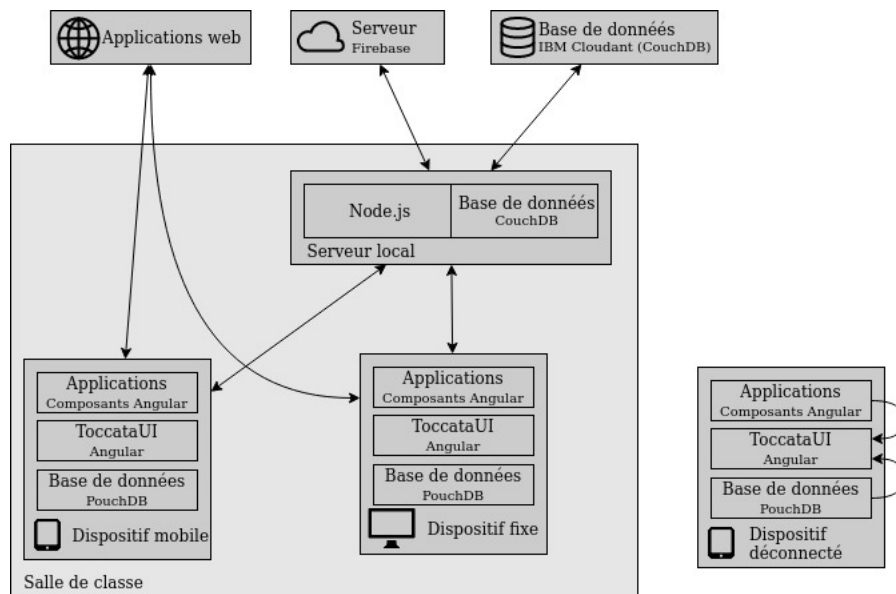 Applications web
Serveur
Firebase
Base de donnéés
IBM Cloudant (CouchDB)
Node.js
Base de donnéés
CouchDB
Serveur local
Applications
Composants Angular
ToccataUI
Angular
Base de données
PouchDB
Dispositif mobile
Applications
Composants Angular
ToccataUI
Angular
Base de données
PouchDB
Dispositif fixe
Salle de classe
Applications
Composants Angular
ToccataUI
Angular
Base de données
PouchDB
Dispositif
déconnecté